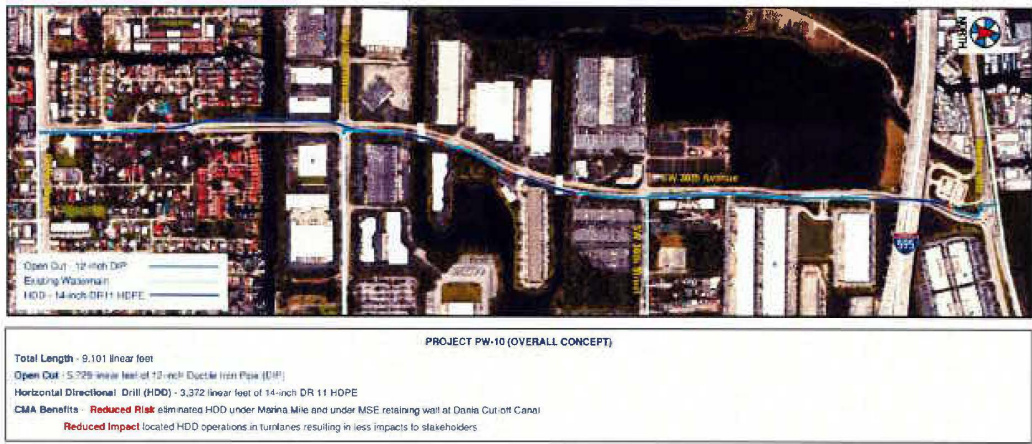 NORTH
SW 30th Avenue
595
Open Cut - 12-inch DIP
Existing Watermain
HDD - 14-inch DR11 HDPE
PROJECT PW-10 (OVERALL CONCEPT)
Total Length - 9,101 linear feet
Open Cut - 5,729 linear feet of 12-inch Ductile Iron Pipe (DIP)
Horizontal Directional Drill (HDD) - 3,372 linear feet of 14-inch DR 11 HDPE
CMA Benefits - Reduced Risk eliminated HDD under Marina Mile and under MSE retaining wall at Dania Cut-off Canal
Reduced Impact located HDD operations in turnlanes resulting in less impacts to stakeholders